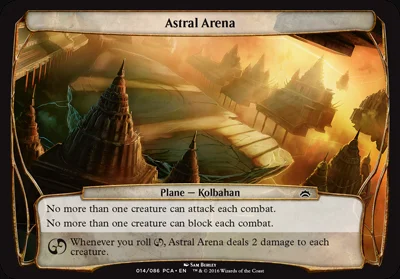 Astral Arena
Plane — Kolbahan
No more than one creature can attack each combat.
No more than one creature can block each combat.
Whenever you roll , Astral Arena deals 2 damage to each
creature.
Sam Burley
014/086 PCA • EN ™ & © 2016 Wizards of the Coast